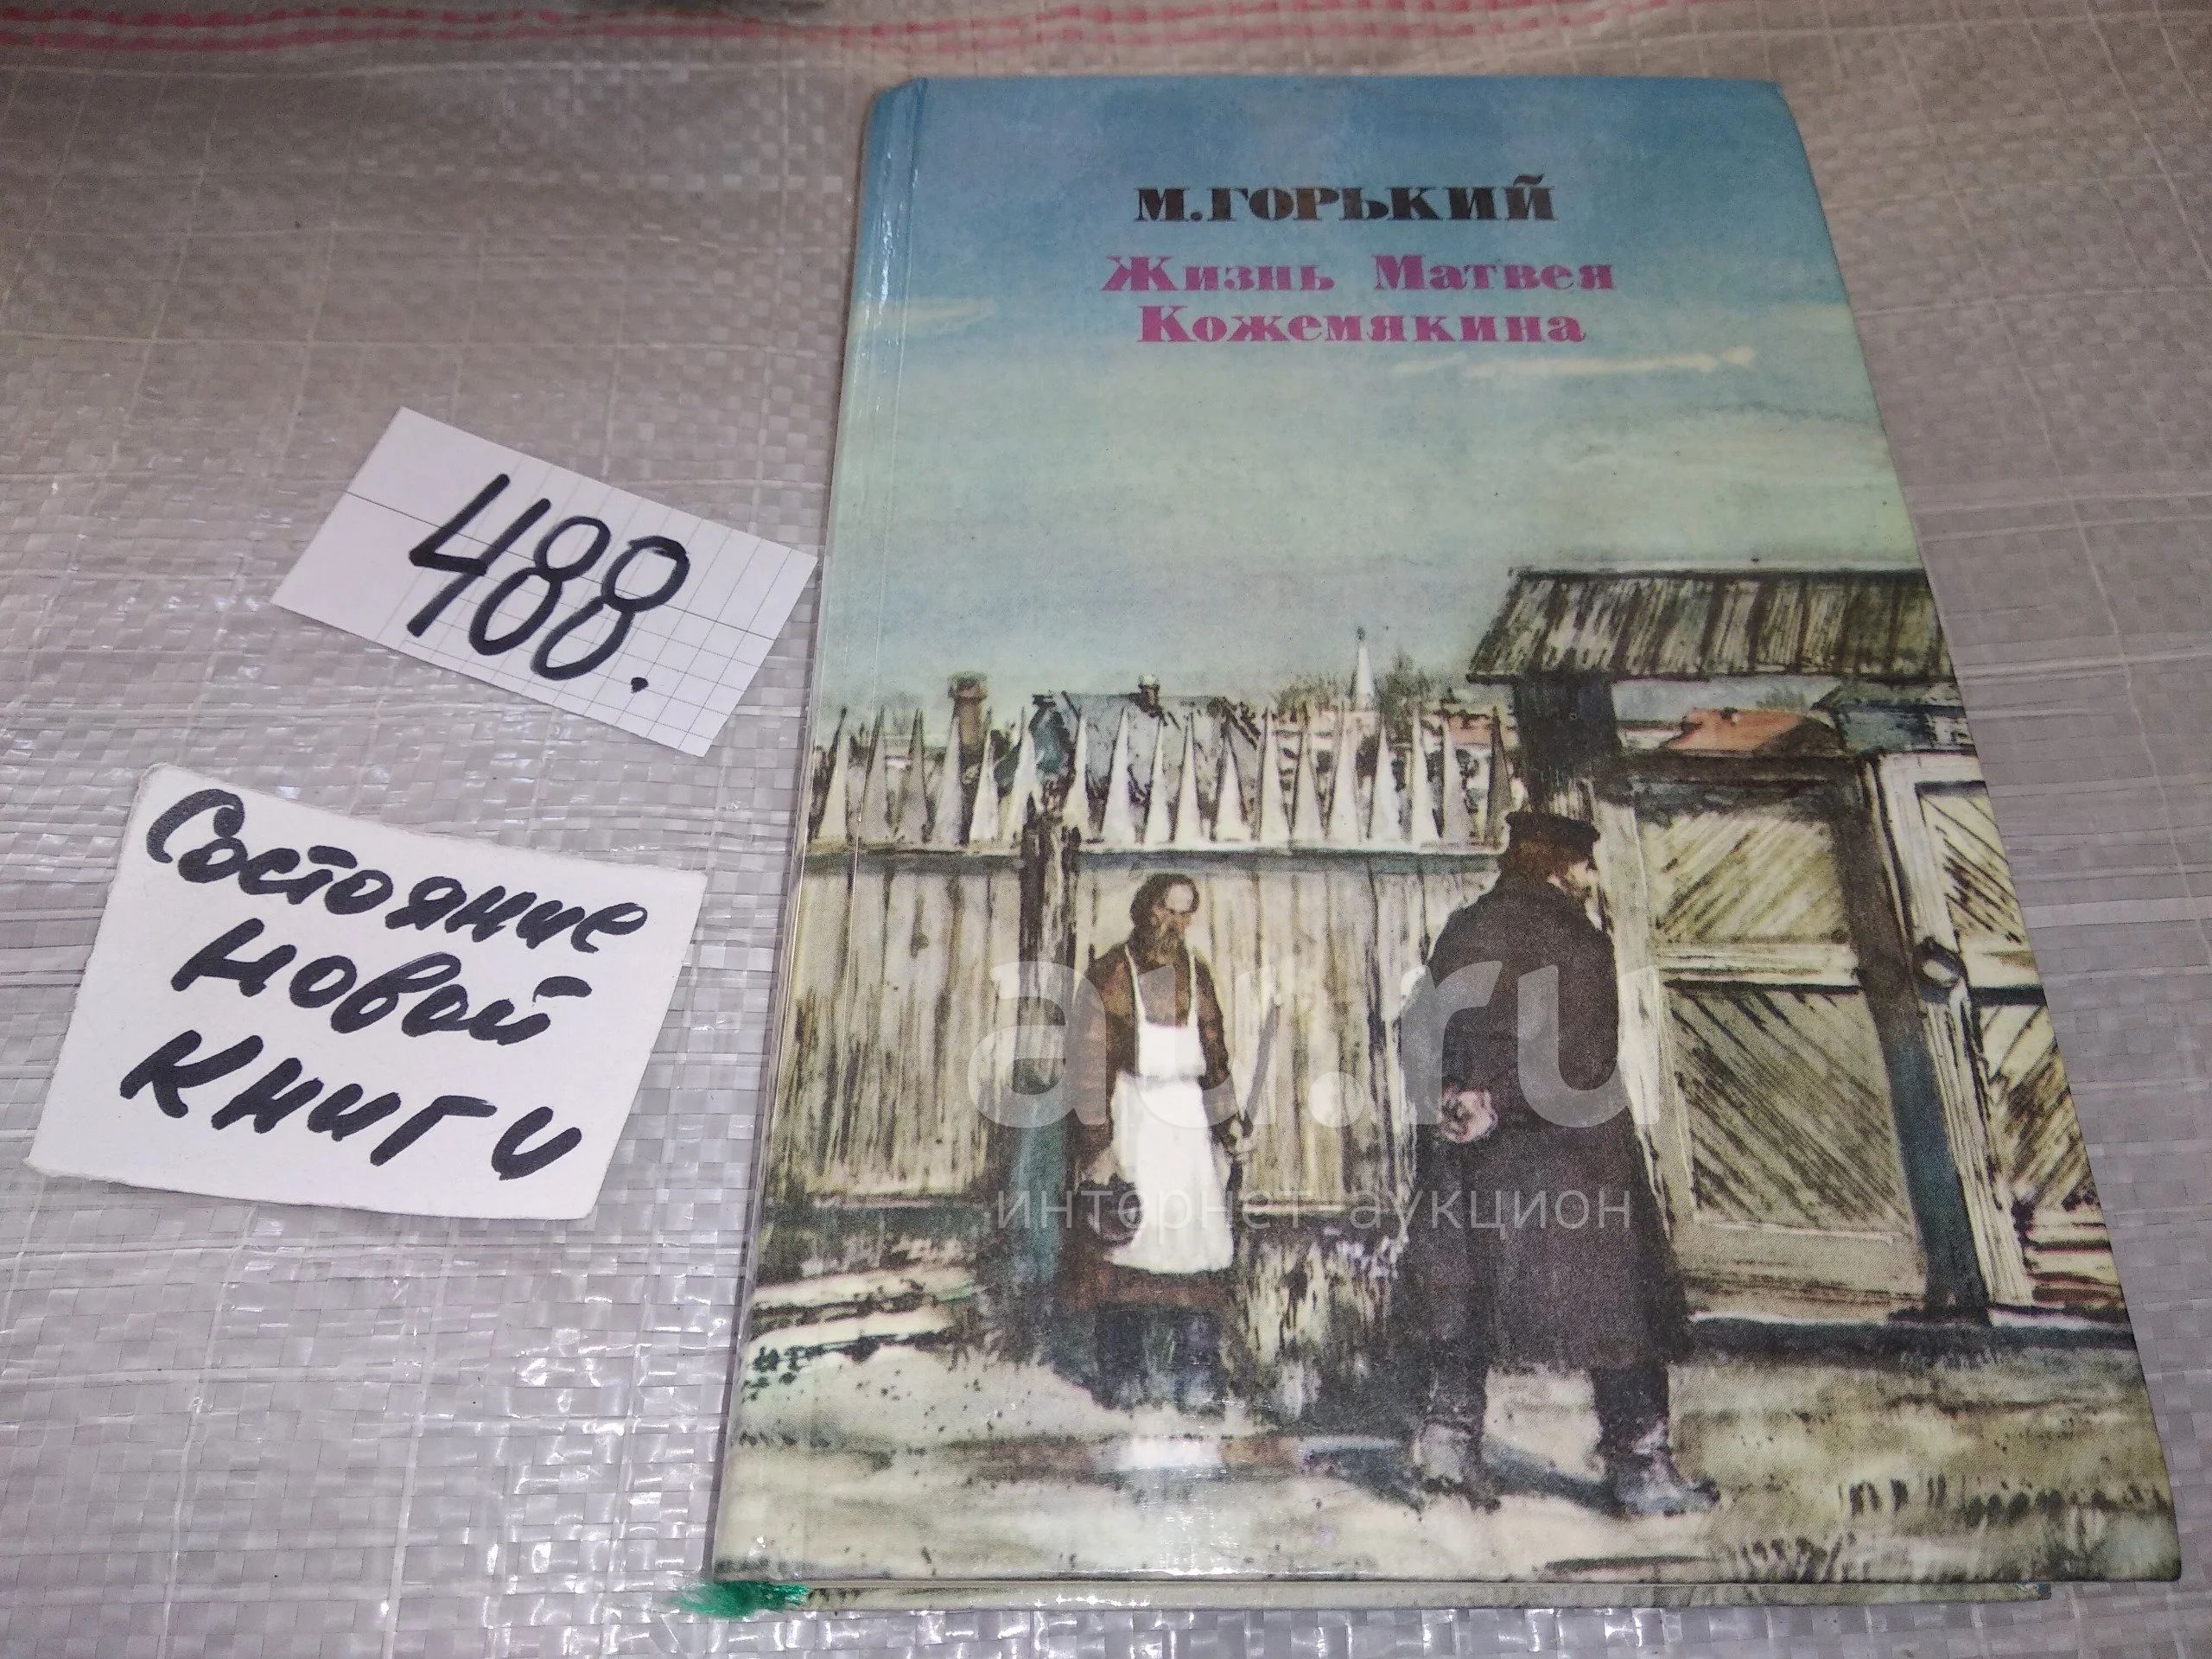 М.ГОРЬКИЙ
Жизнь Матвея
Кожемякина
488.
Состояние
новой
книги
au.ru
интернет аукцион